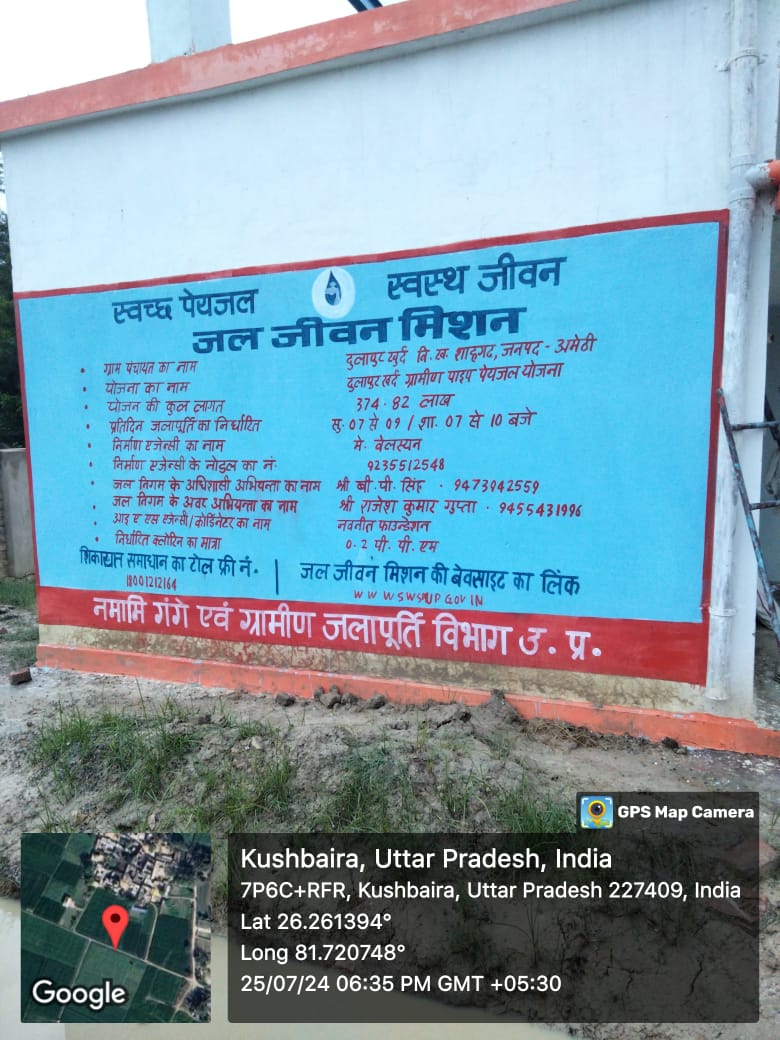 स्वच्छ पेयजल स्वस्थ जीवन
जल जीवन मिशन
• ग्राम पंचायत का नाम दुलापुर खुर्द वि.ख. शाहगढ़, जनपद - अमेठी
• योजना का नाम दुलापुर खुर्द ग्रामीण पाइप पेयजल योजना
• योजन की कुल लागत 374.82 लाख
• प्रतिदिन जलापूर्ति का निर्धारित सु. 07 से 09 / शा. 07 से 10 बजे
• निर्माण एजेन्सी का नाम मे. वेलस्पन
• निर्माण एजेन्सी के नोडल का नं. 9235512548
• जल निगम के अधिशासी अभियन्ता का नाम श्री बी.पी. सिंह . 9473942559
• जल निगम के अवर अभियन्ता का नाम श्री राजेश कुमार गुप्ता . 9455431996
• आइ ए एस एजेन्सी/कोर्डिनेटर का नाम नवनीत फाउन्डेशन
• निर्धारित क्लोरिन का मात्रा 0.2 पी. पी. एम
शिकायत समाधान का टोल फ्री नं. | जल जीवन मिशन की बेवसाइट का लिंक
18001212164 WWW.SWSMUP.GOV.IN
नमामि गंगे एवं ग्रामीण जलापूर्ति विभाग उ. प्र.
GPS Map Camera
Kushbaira, Uttar Pradesh, India
7P6C+RFR, Kushbaira, Uttar Pradesh 227409, India
Lat 26.261394°
Long 81.720748°
25/07/24 06:35 PM GMT +05:30
Google